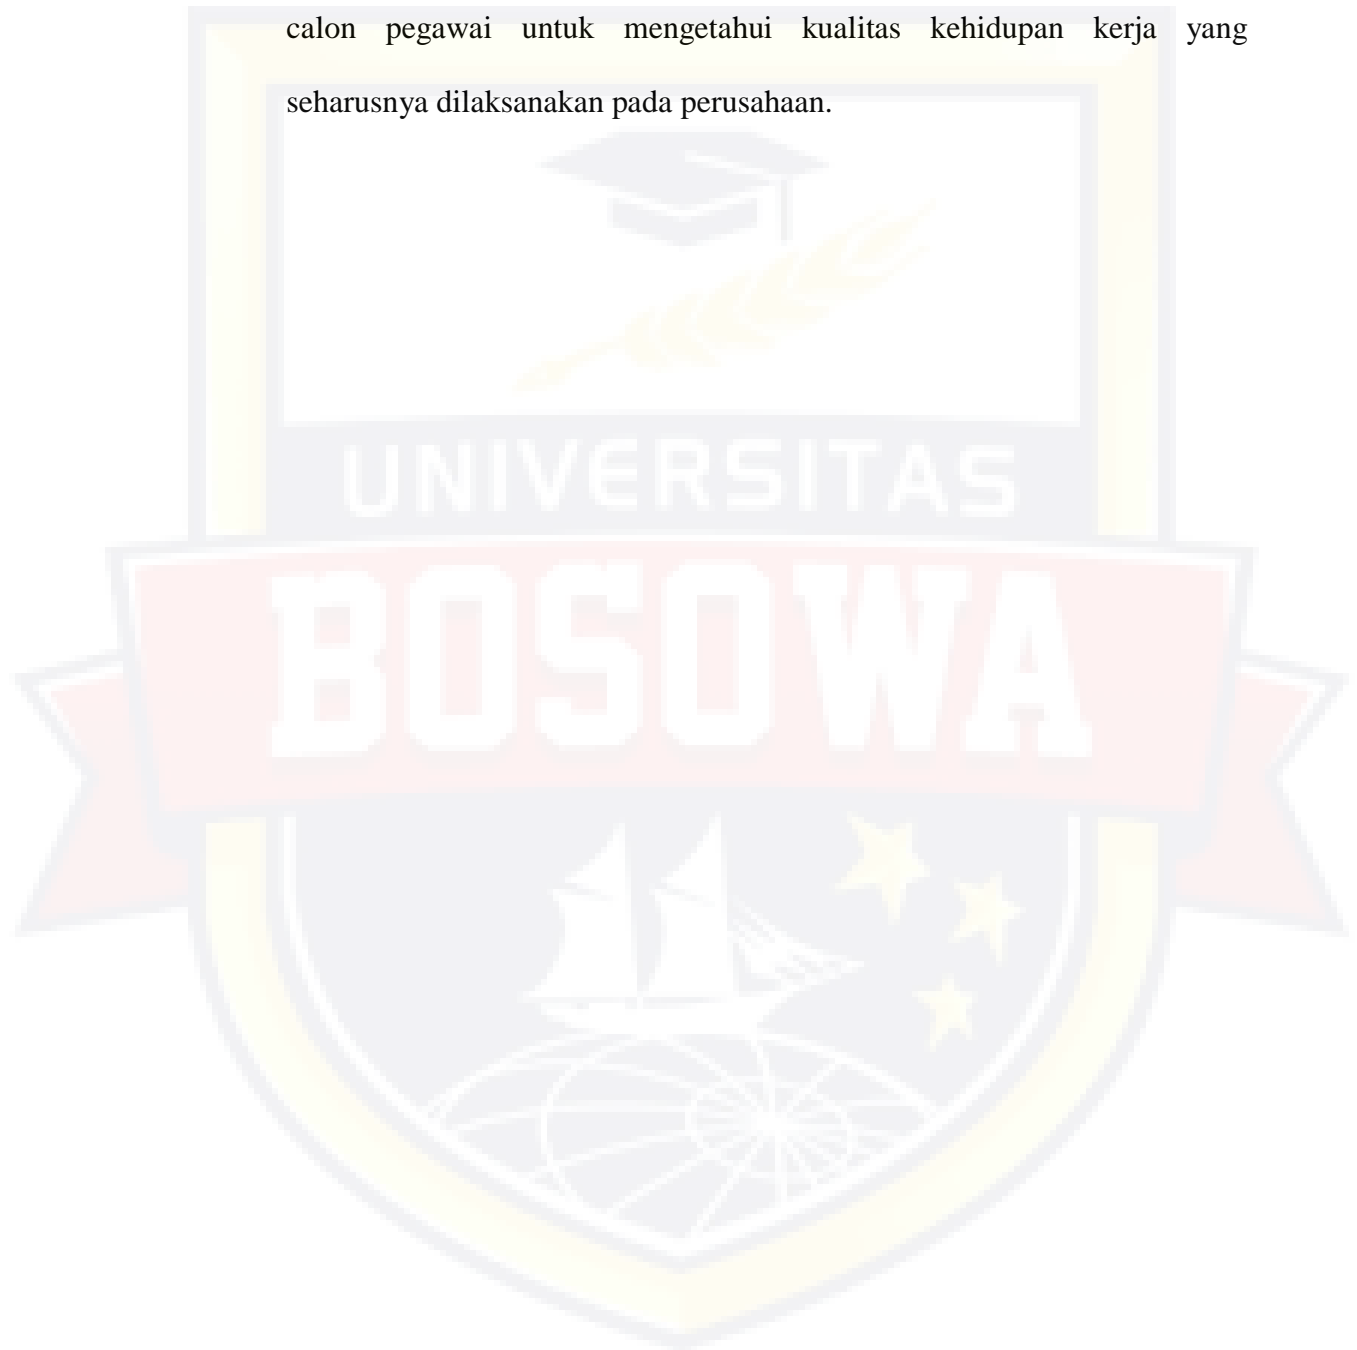 calon pegawai untuk mengetahui kualitas kehidupan kerja yang
seharusnya dilaksanakan pada perusahaan.
UNIVERSITAS
BOSOWA